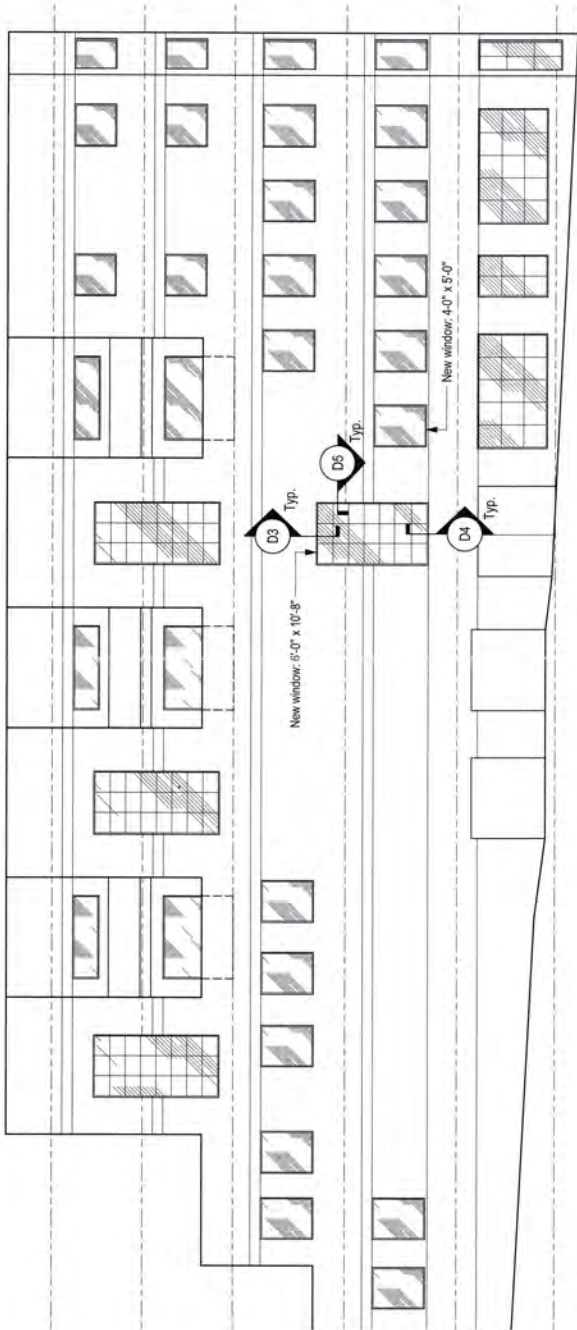 New window: 6'-0" x 10'-8"
D3
Typ.
D5
Typ.
D4
Typ.
New window: 4-0" x 5'-0"